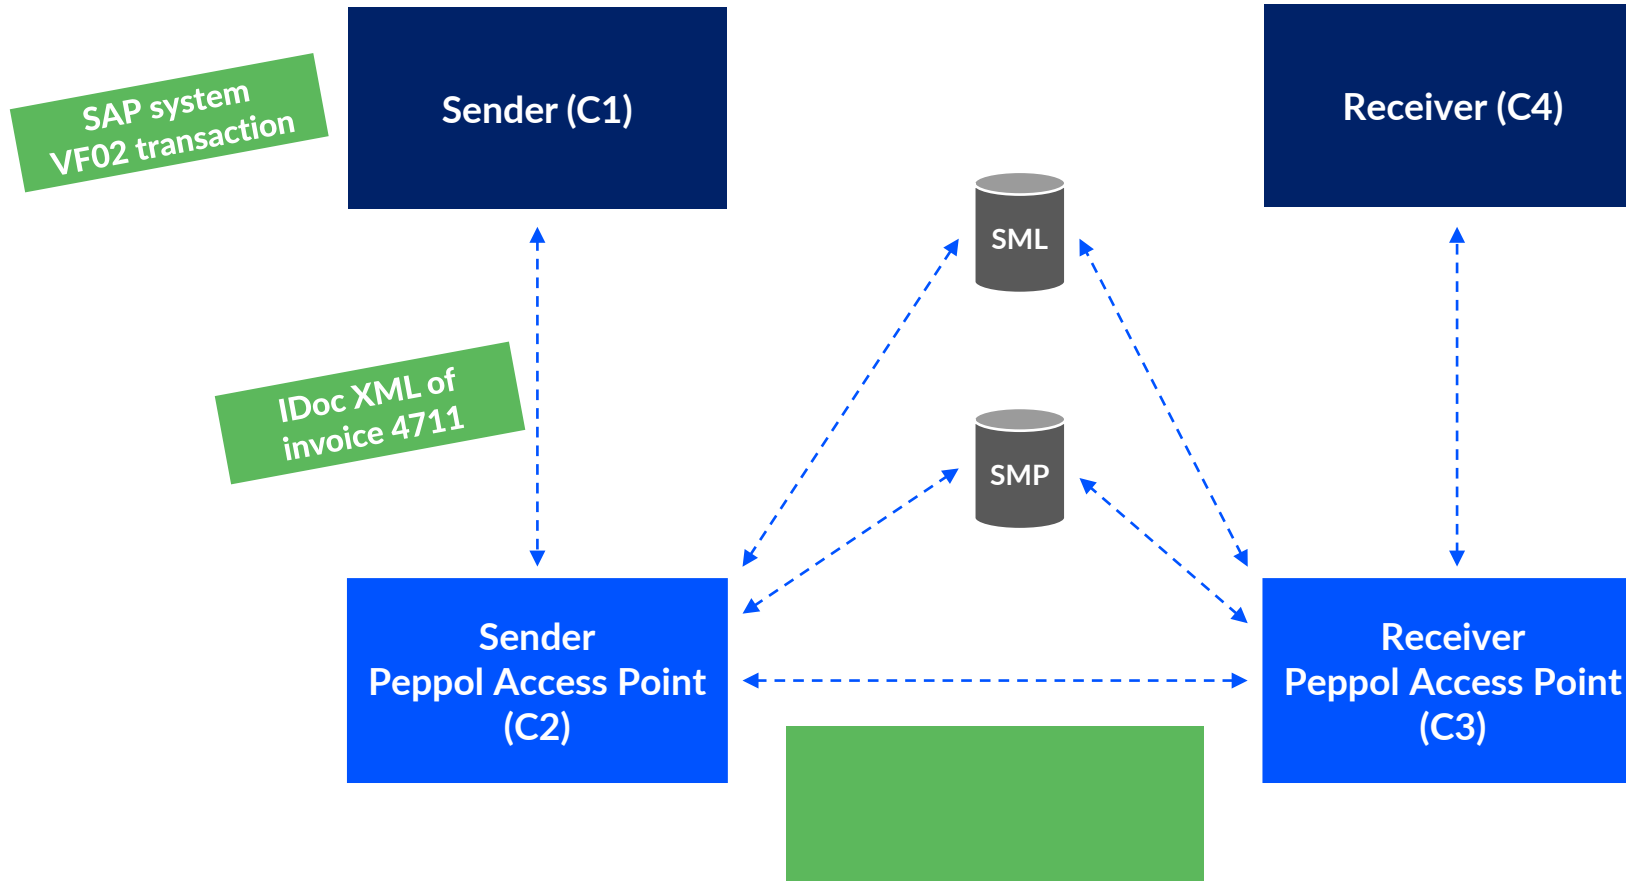 SAP system
VF02 transaction
Sender (C1)
Receiver (C4)
SML
IDoc XML of
invoice 4711
SMP
Sender
Peppol Access Point
(C2)
Receiver
Peppol Access Point
(C3)